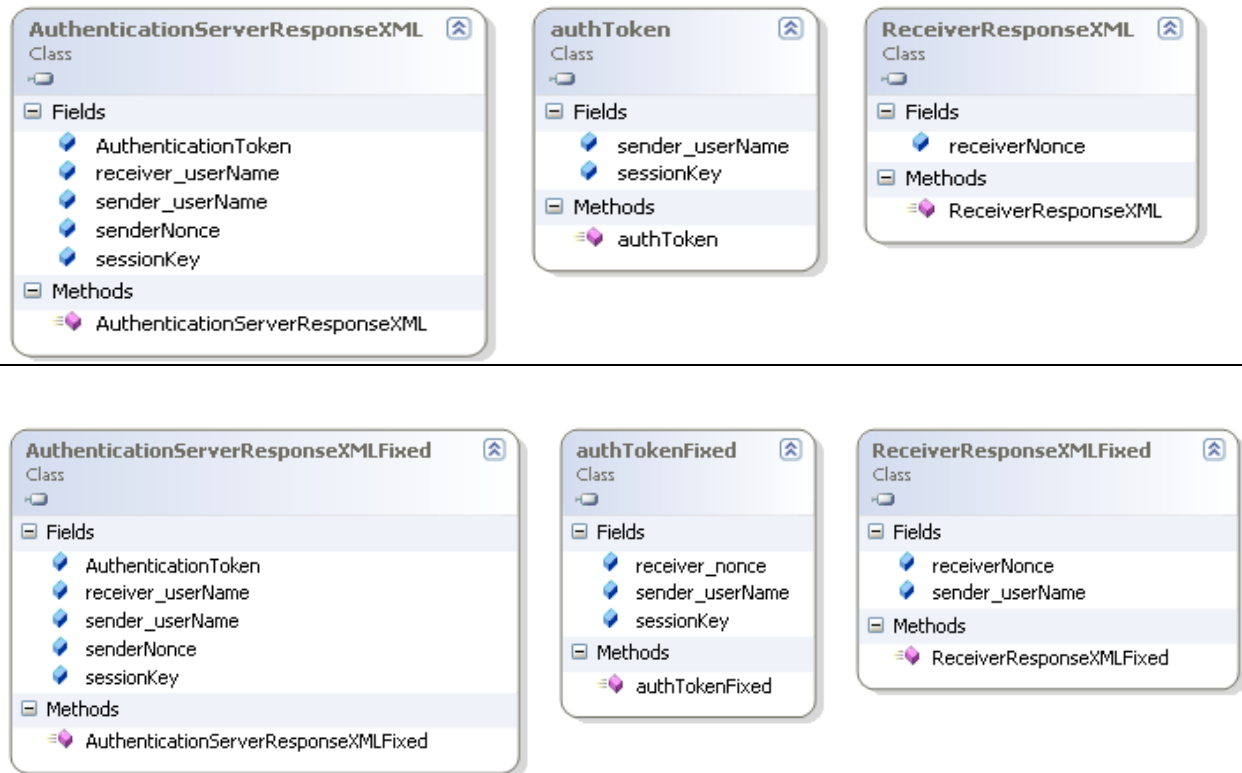 AuthenticationServerResponseXML
Class
Fields
AuthenticationToken
receiver_userName
sender_userName
senderNonce
sessionKey
Methods
AuthenticationServerResponseXML
authToken
Class
Fields
sender_userName
sessionKey
Methods
authToken
ReceiverResponseXML
Class
Fields
receiverNonce
Methods
ReceiverResponseXML
AuthenticationServerResponseXMLFixed
Class
Fields
AuthenticationToken
receiver_userName
sender_userName
senderNonce
sessionKey
Methods
AuthenticationServerResponseXMLFixed
authTokenFixed
Class
Fields
receiver_nonce
sender_userName
sessionKey
Methods
authTokenFixed
ReceiverResponseXMLFixed
Class
Fields
receiverNonce
sender_userName
Methods
ReceiverResponseXMLFixed